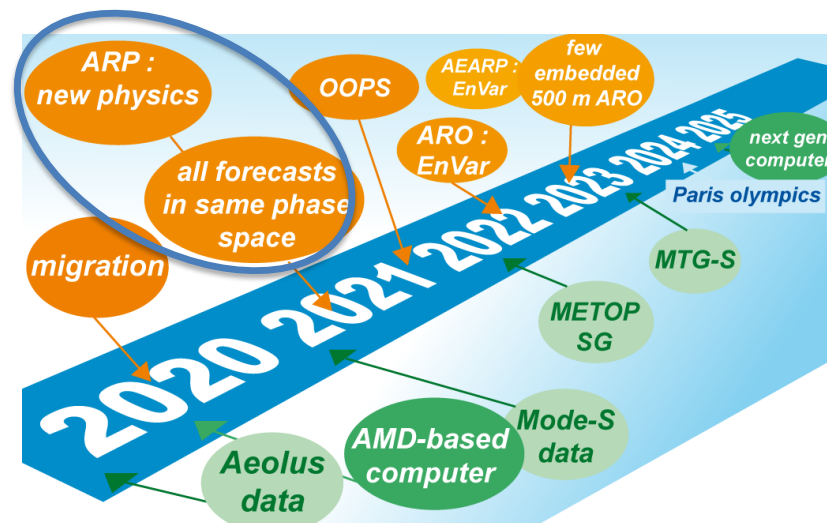 ARP :
new physics
OOPS
AEARP :
EnVar
few
embedded
500 m ARO
ARO :
EnVar
all forecasts
in same phase
space
migration
2020
2021
2022
2023
2024
2025
next gen
computer
Paris olympics
MTG-S
METOP
SG
Mode-S
data
AMD-based
computer
Aeolus
data